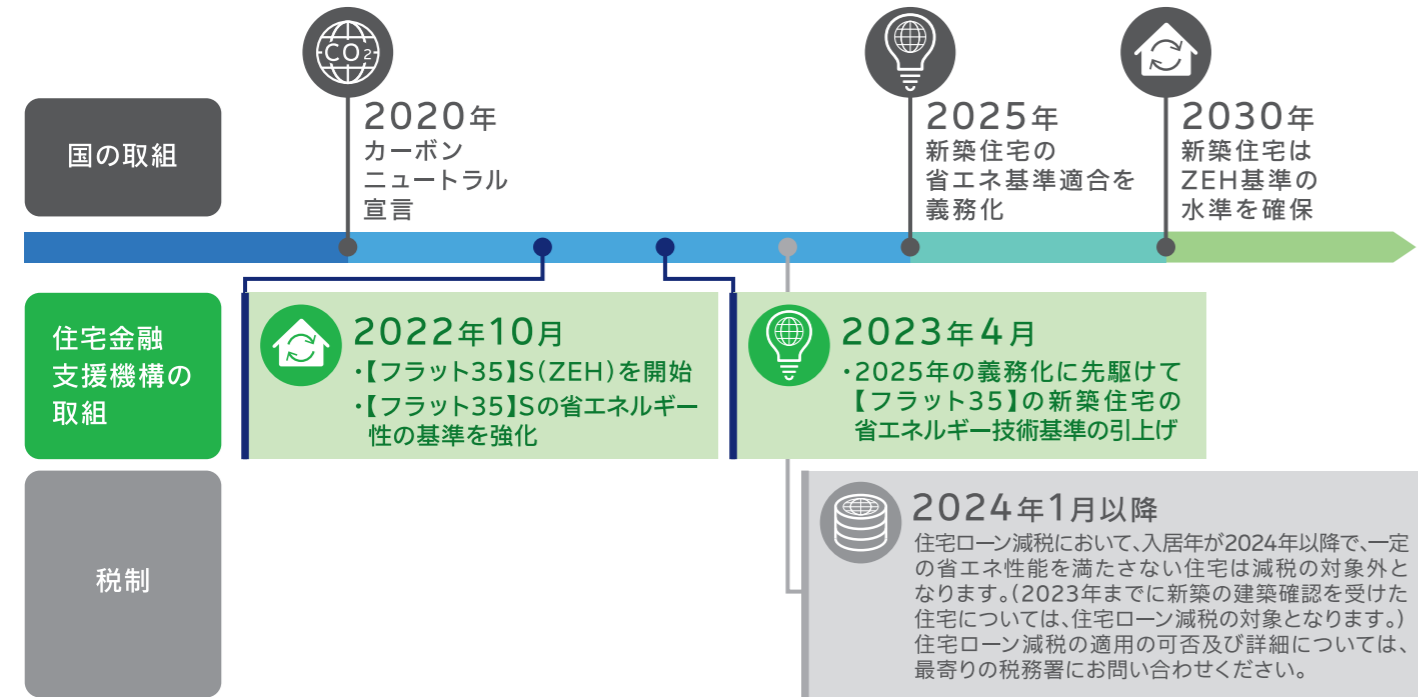 国の取組
CO2
2020年
カーボン
ニュートラル
宣言
2025年
新築住宅の
省エネ基準適合を
義務化
2030年
新築住宅は
ZEH基準の
水準を確保
住宅金融
支援機構の
取組
2022年10月
・【フラット35】S(ZEH)を開始
・【フラット35】Sの省エネルギー
性の基準を強化
2023年4月
・2025年の義務化に先駆けて
【フラット35】の新築住宅の
省エネルギー技術基準の引上げ
税制
2024年1月以降
住宅ローン減税において、入居年が2024年以降で、一定
の省エネ性能を満たさない住宅は減税の対象外と
なります。(2023年までに新築の建築確認を受けた
住宅については、住宅ローン減税の対象となります。)
住宅ローン減税の適用の可否及び詳細については、
最寄りの税務署にお問い合わせください。